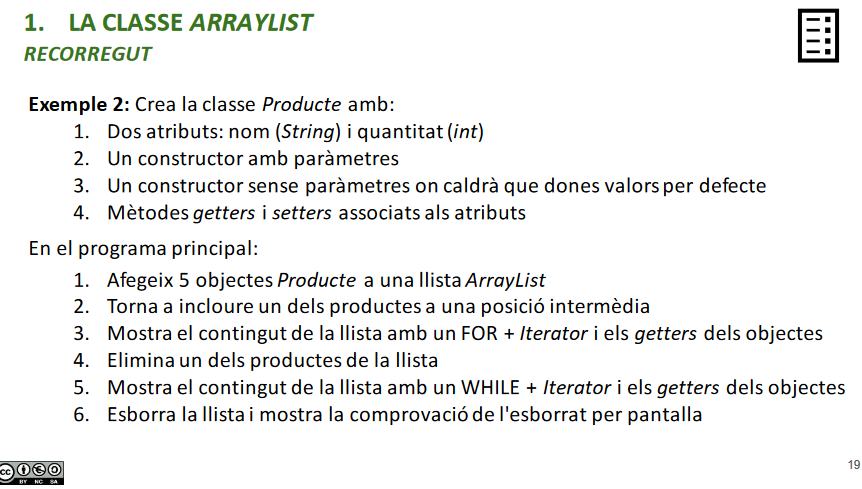 1. LA CLASSE ARRAYLIST
RECORREGUT
Exemple 2: Crea la classe Producte amb:
1. Dos atributs: nom (String) i quantitat (int)
2. Un constructor amb paràmetres
3. Un constructor sense paràmetres on caldrà que dones valors per defecte
4. Mètodes getters i setters associats als atributs
En el programa principal:
1. Afegeix 5 objectes Producte a una llista ArrayList
2. Torna a incloure un dels productes a una posició intermèdia
3. Mostra el contingut de la llista amb un FOR + Iterator i els getters dels objectes
4. Elimina un dels productes de la llista
5. Mostra el contingut de la llista amb un WHILE + Iterator i els getters dels objectes
6. Esborra la llista i mostra la comprovació de l'esborrat per pantalla
19
cc
BY NC SA